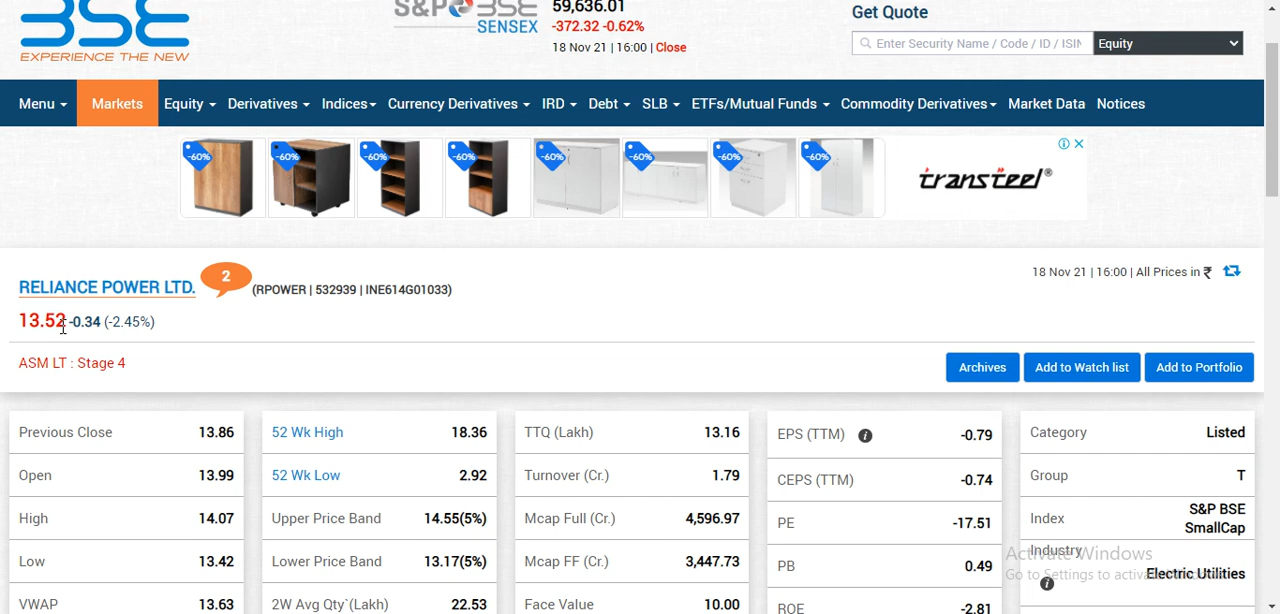 BSE
EXPERIENCE THE NEW
S&P BSE
SENSEX
59,636.01
-372.32 -0.62%
18 Nov 21 | 16:00 | Close
Get Quote
Enter Security Name / Code / ID / ISIN
Equity
Menu Markets Equity Derivatives Indices Currency Derivatives IRD Debt SLB ETFs/Mutual Funds Commodity Derivatives Market Data Notices
-60% -60% -60% -60% -60% -60% -60% -60%
transteel®
18 Nov 21 | 16:00 | All Prices in ₹
RELIANCE POWER LTD. 2 (RPOWER | 532939 | INE614G01033)
13.52 -0.34 (-2.45%)
ASM LT : Stage 4
Archives Add to Watch list Add to Portfolio
Previous Close 13.86
Open 13.99
High 14.07
Low 13.42
VWAP 13.63
52 Wk High 18.36
52 Wk Low 2.92
Upper Price Band 14.55(5%)
Lower Price Band 13.17(5%)
2W Avg Qty (Lakh) 22.53
TTQ (Lakh) 13.16
Turnover (Cr.) 1.79
Mcap Full (Cr.) 4,596.97
Mcap FF (Cr.) 3,447.73
Face Value 10.00
EPS (TTM) -0.79
CEPS (TTM) -0.74
PE -17.51
PB 0.49
ROE -2.81
Category Listed
Group T
Index S&P BSE
SmallCap
Industry
Electric Utilities
Activate Windows
Go to Settings to activate Windows.